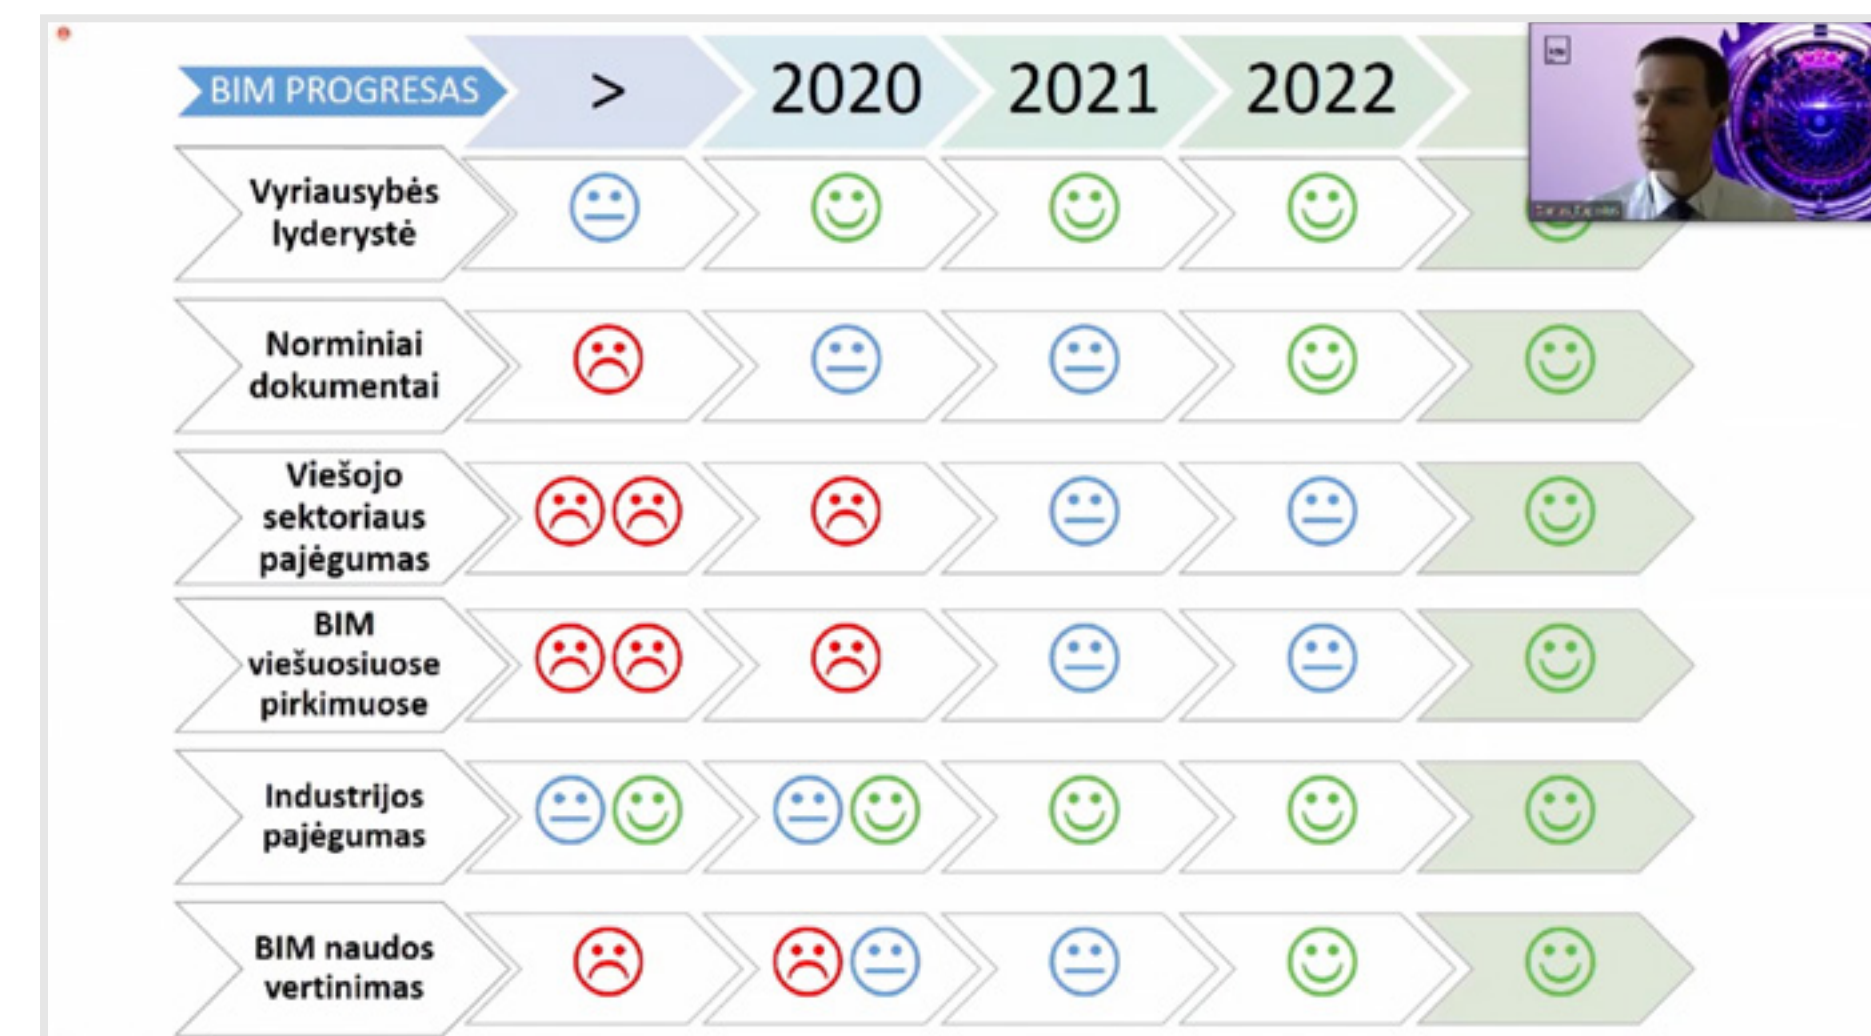 BIM PROGRESAS
>
2020
2021
2022
Vyriausybės
lyderystė
Norminiai
dokumentai
Viešojo
sektoriaus
pajėgumas
BIM
viešuosiuose
pirkimuose
Industrijos
pajėgumas
BIM naudos
vertinimas